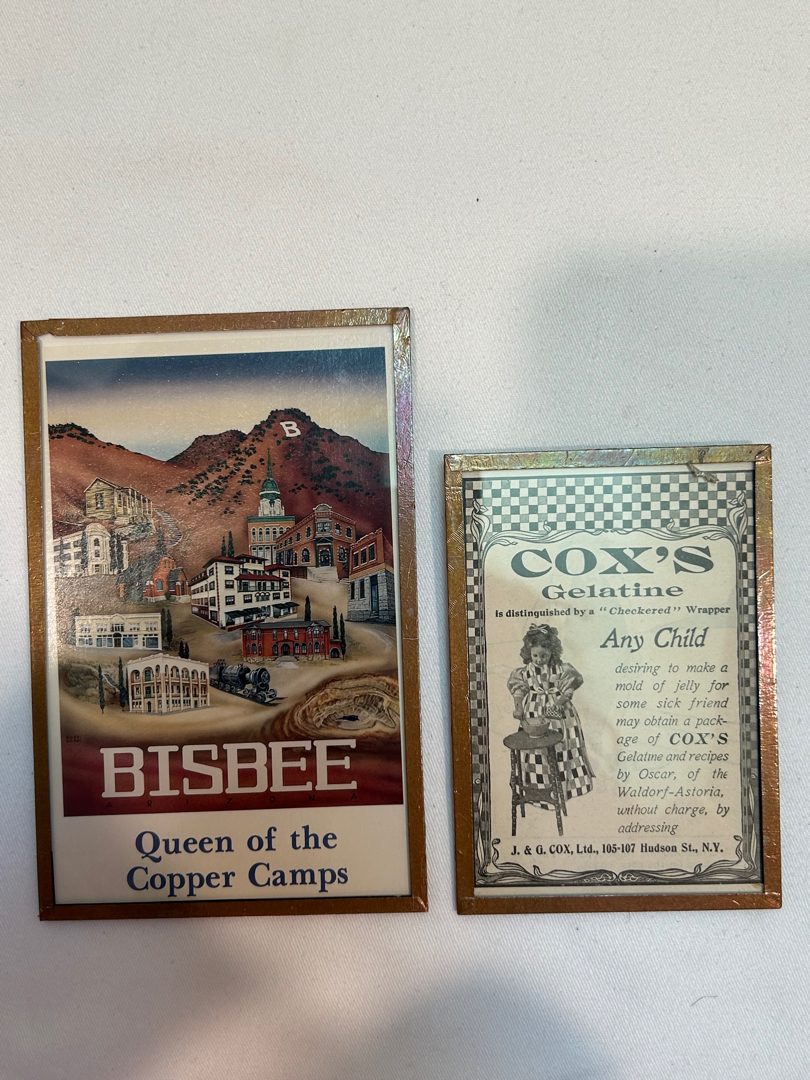 B
BISBEE
ARIZONA
Queen of the
Copper Camps
COX'S
Gelatine
is distinguished by a "Checkered" Wrapper
Any Child
desiring to make a
mold of jelly for
some sick friend
may obtain a pack-
age of COX'S
Gelatine and recipes
by Oscar, of the
Waldorf-Astoria,
without charge, by
addressing
J. & G. COX, Ltd., 105-107 Hudson St., N.Y.